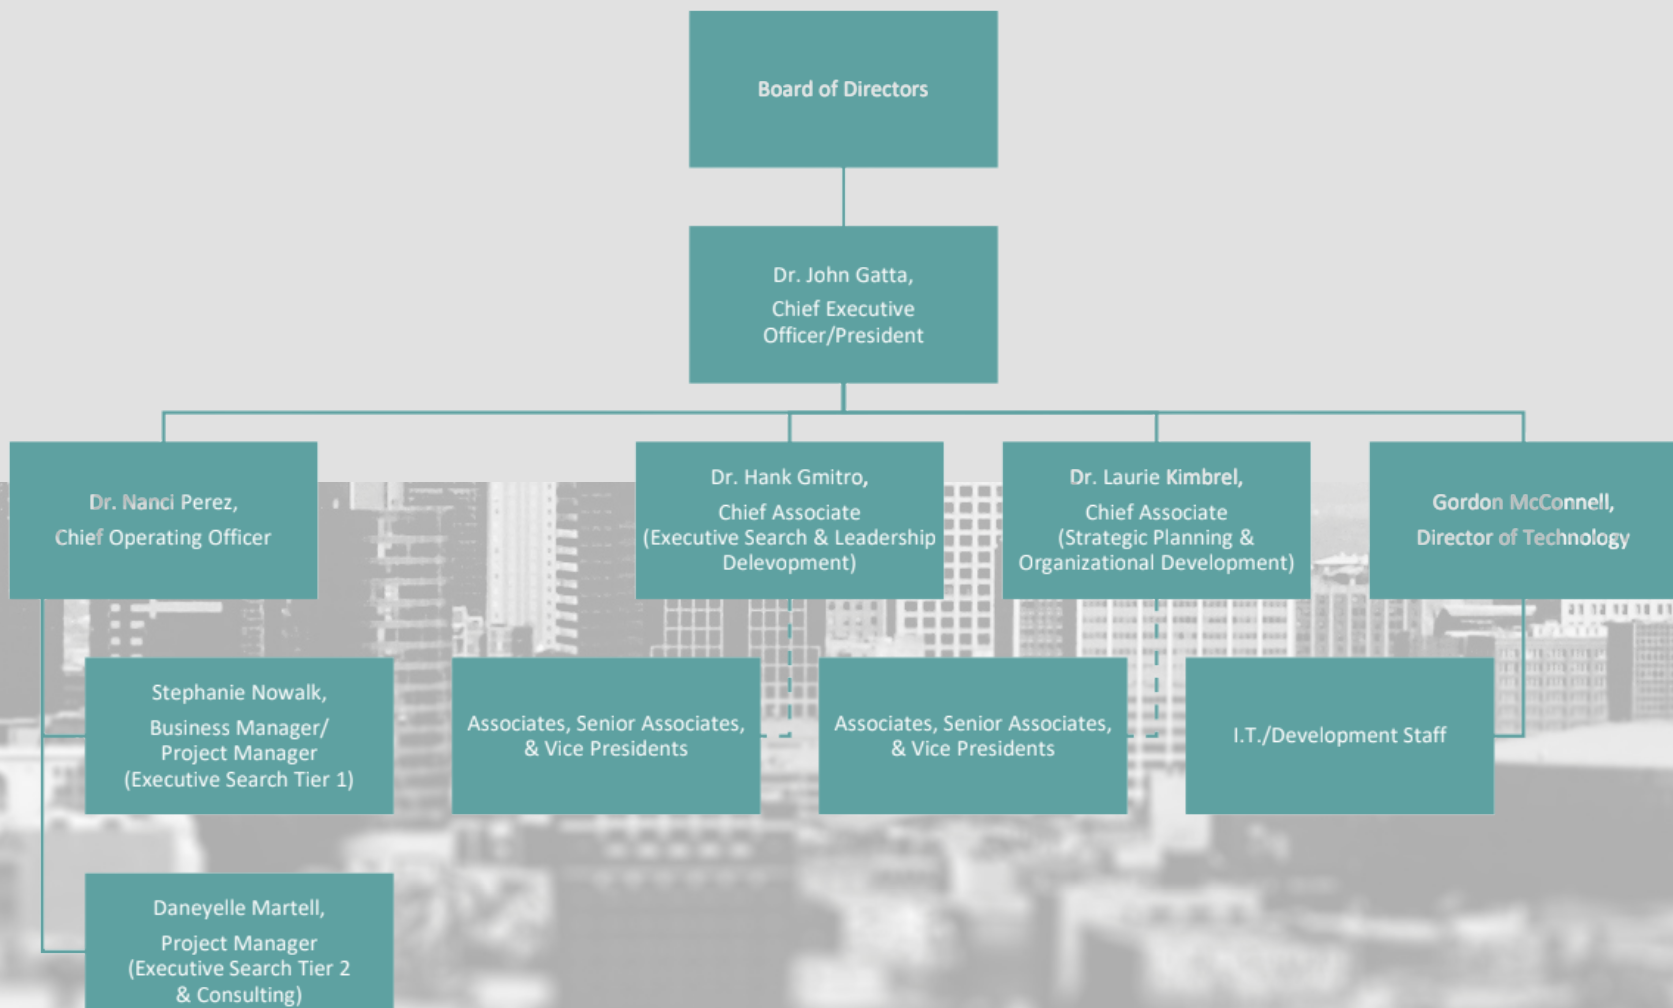 Board of Directors
Dr. John Gatta,
Chief Executive
Officer/President
Dr. Nanci Perez,
Chief Operating Officer
Dr. Hank Gmitro,
Chief Associate
(Executive Search & Leadership
Delevopment)
Dr. Laurie Kimbrel,
Chief Associate
(Strategic Planning &
Organizational Development)
Gordon McConnell,
Director of Technology
Stephanie Nowalk,
Business Manager/
Project Manager
(Executive Search Tier 1)
Associates, Senior Associates,
& Vice Presidents
Associates, Senior Associates,
& Vice Presidents
I.T./Development Staff
Daneyelle Martell,
Project Manager
(Executive Search Tier 2
& Consulting)